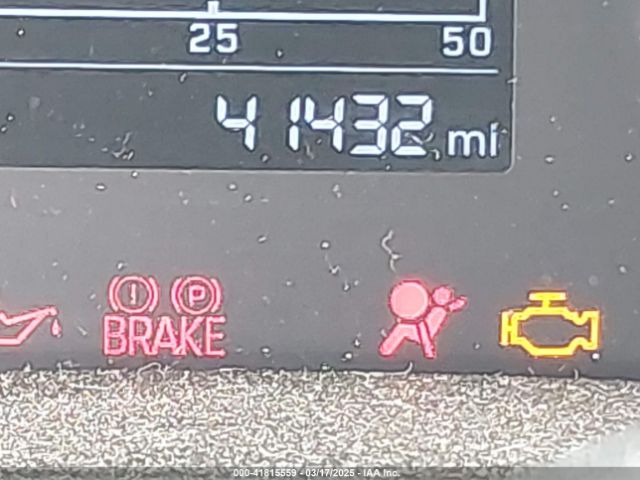 25 50
41432 mi
(!) (P)
BRAKE
000-41815559 - 03/17/2025 - IAA Inc.